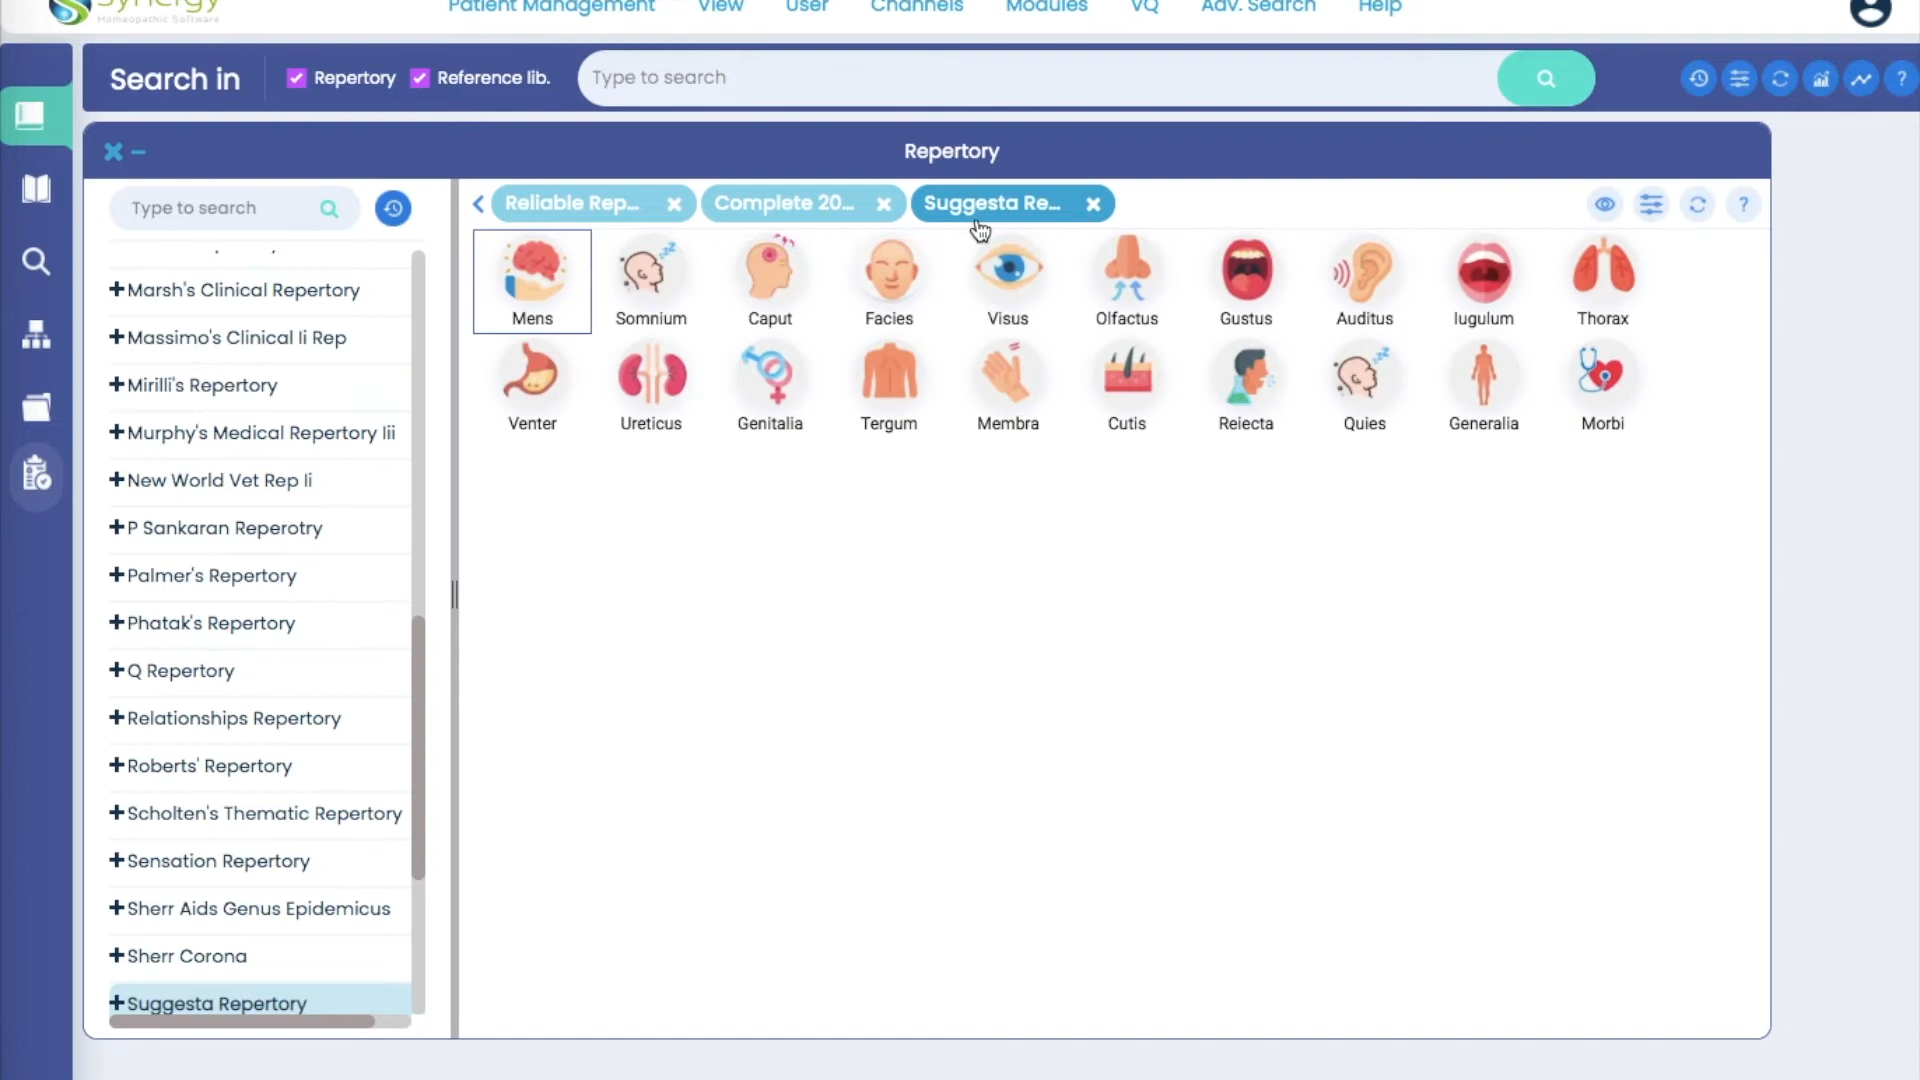 Synergy
Homeopathic Software
Patient Management View User Channels Modules VQ Adv. Search Help
Search in Repertory Reference lib. Type to search ?
Repertory
Type to search
Reliable Rep... Complete 20... Suggesta Re... ?
Mens Somnium Caput Facies Visus Olfactus Gustus Auditus Iugulum Thorax
Venter Ureticus Genitalia Tergum Membra Cutis Reiecta Quies Generalia Morbi
+Marsh's Clinical Repertory
+Massimo's Clinical Ii Rep
+Mirilli's Repertory
+Murphy's Medical Repertory Iii
+New World Vet Rep Ii
+P Sankaran Reperotry
+Palmer's Repertory
+Phatak's Repertory
+Q Repertory
+Relationships Repertory
+Roberts' Repertory
+Scholten's Thematic Repertory
+Sensation Repertory
+Sherr Aids Genus Epidemicus
+Sherr Corona
+Suggesta Repertory